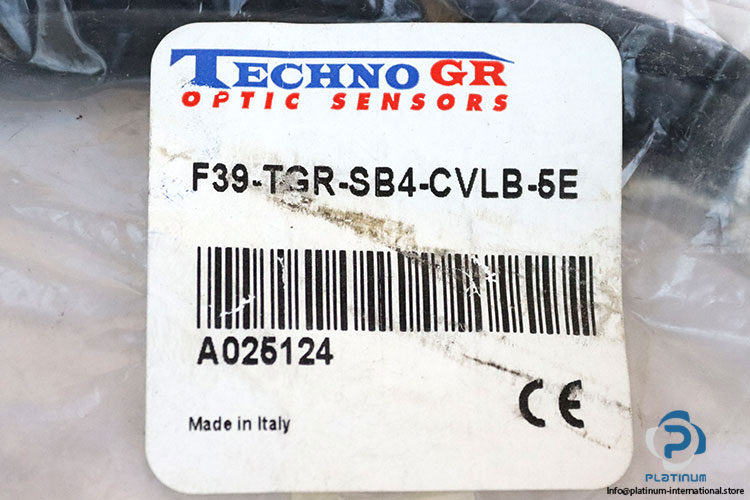 TECHNO GR
OPTIC SENSORS
F39-TGR-SB4-CVLB-5E
A025124
Made in Italy
CE
PLATINUM
Info@platinum-international.store